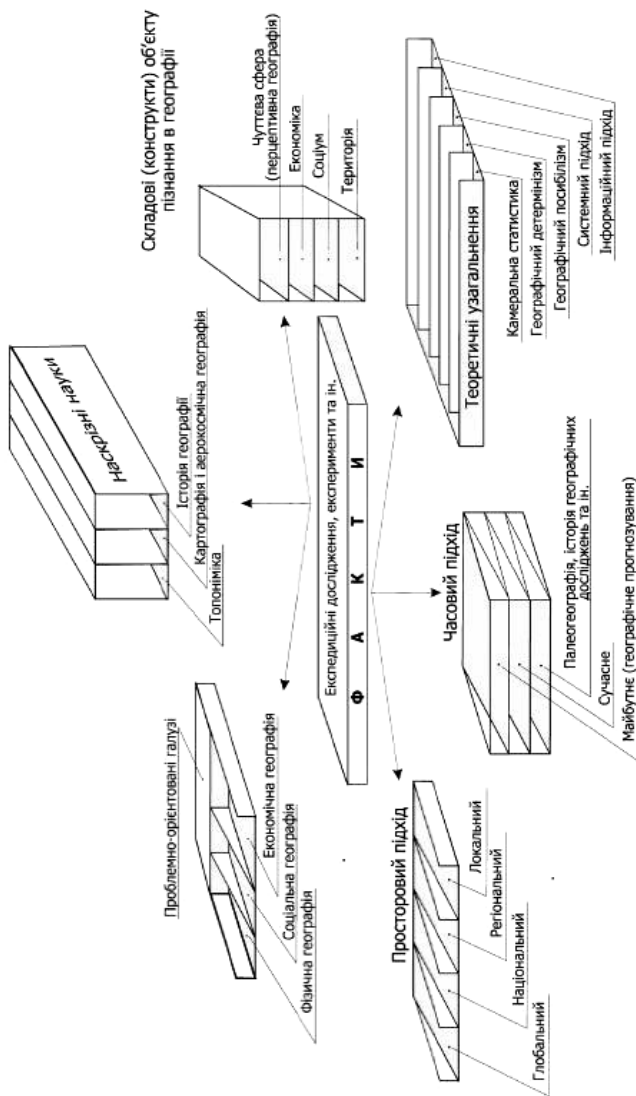 Проблемно-орієнтовані галузі
Економічна географія
Соціальна географія
Фізична географія
Наскрізні науки
Історія географії
Картографія і аерокосмічна географія
Топоніміка
Складові (конструкти) об'єкту
пізнання в географії
Чуттєва сфера
(перцептивна географія)
Економіка
Соціум
Територія
Експедиційні дослідження, експерименти та ін.
ФАКТИ
Просторовий підхід
Локальний
Регіональний
Національний
Глобальний
Часовий підхід
Палеогеографія, історія географічних
досліджень та ін.
Сучасне
Майбутнє (географічне прогнозування)
Теоретичні узагальнення
Камеральна статистика
Географічний детермінізм
Географічний посибілізм
Системний підхід
Інформаційний підхід